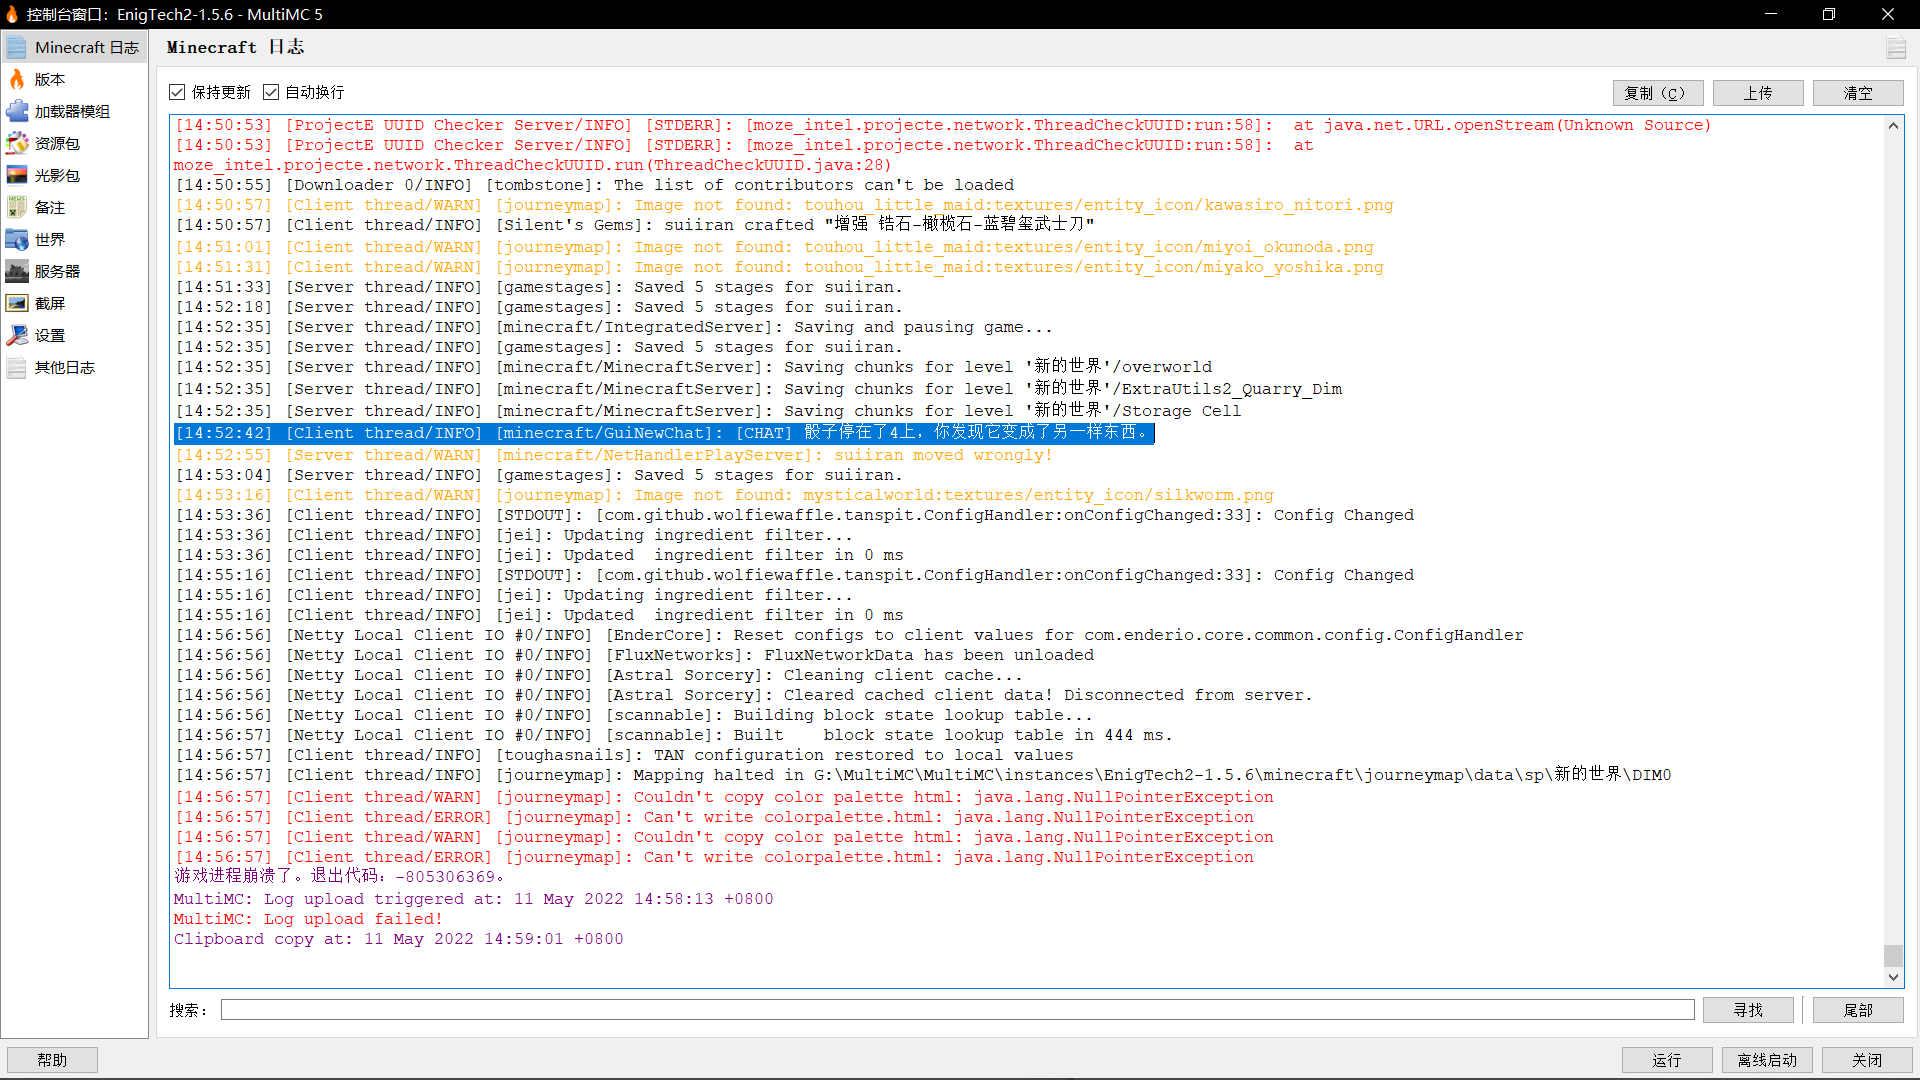 控制台窗口：EnigTech2-1.5.6 - MultiMC 5
Minecraft 日志
版本
加载器模组
资源包
光影包
备注
世界
服务器
截屏
设置
其他日志
Minecraft 日志
保持更新 自动换行
复制 (C) 上传 清空
[14:50:53] [ProjectE UUID Checker Server/INFO] [STDERR]: [moze_intel.projecte.network.ThreadCheckUUID:run:58]:  at java.net.URL.openStream(Unknown Source)
[14:50:53] [ProjectE UUID Checker Server/INFO] [STDERR]: [moze_intel.projecte.network.ThreadCheckUUID:run:58]:  at
moze_intel.projecte.network.ThreadCheckUUID.run(ThreadCheckUUID.java:28)
[14:50:55] [Downloader 0/INFO] [tombstone]: The list of contributors can't be loaded
[14:50:57] [Client thread/WARN] [journeymap]: Image not found: touhou_little_maid:textures/entity_icon/kawasiro_nitori.png
[14:50:57] [Client thread/INFO] [Silent's Gems]: suiiran crafted "增强 锆石-橄榄石-蓝碧玺武士刀"
[14:51:01] [Client thread/WARN] [journeymap]: Image not found: touhou_little_maid:textures/entity_icon/miyoi_okunoda.png
[14:51:31] [Client thread/WARN] [journeymap]: Image not found: touhou_little_maid:textures/entity_icon/miyako_yoshika.png
[14:51:33] [Server thread/INFO] [gamestages]: Saved 5 stages for suiiran.
[14:52:18] [Server thread/INFO] [gamestages]: Saved 5 stages for suiiran.
[14:52:35] [Server thread/INFO] [minecraft/IntegratedServer]: Saving and pausing game...
[14:52:35] [Server thread/INFO] [gamestages]: Saved 5 stages for suiiran.
[14:52:35] [Server thread/INFO] [minecraft/MinecraftServer]: Saving chunks for level '新的世界'/overworld
[14:52:35] [Server thread/INFO] [minecraft/MinecraftServer]: Saving chunks for level '新的世界'/ExtraUtils2_Quarry_Dim
[14:52:35] [Server thread/INFO] [minecraft/MinecraftServer]: Saving chunks for level '新的世界'/Storage Cell
[14:52:42] [Client thread/INFO] [minecraft/GuiNewChat]: [CHAT] 骰子停在了4上，你发现它变成了另一样东西。
[14:52:55] [Server thread/WARN] [minecraft/NetHandlerPlayServer]: suiiran moved wrongly!
[14:53:04] [Server thread/INFO] [gamestages]: Saved 5 stages for suiiran.
[14:53:16] [Client thread/WARN] [journeymap]: Image not found: mysticalworld:textures/entity_icon/silkworm.png
[14:53:36] [Client thread/INFO] [STDOUT]: [com.github.wolfiewaffle.tanspit.ConfigHandler:onConfigChanged:33]: Config Changed
[14:53:36] [Client thread/INFO] [jei]: Updating ingredient filter...
[14:53:36] [Client thread/INFO] [jei]: Updated  ingredient filter in 0 ms
[14:55:16] [Client thread/INFO] [STDOUT]: [com.github.wolfiewaffle.tanspit.ConfigHandler:onConfigChanged:33]: Config Changed
[14:55:16] [Client thread/INFO] [jei]: Updating ingredient filter...
[14:55:16] [Client thread/INFO] [jei]: Updated  ingredient filter in 0 ms
[14:56:56] [Netty Local Client IO #0/INFO] [EnderCore]: Reset configs to client values for com.enderio.core.common.config.ConfigHandler
[14:56:56] [Netty Local Client IO #0/INFO] [FluxNetworks]: FluxNetworkData has been unloaded
[14:56:56] [Netty Local Client IO #0/INFO] [Astral Sorcery]: Cleaning client cache...
[14:56:56] [Netty Local Client IO #0/INFO] [Astral Sorcery]: Cleared cached client data! Disconnected from server.
[14:56:56] [Netty Local Client IO #0/INFO] [scannable]: Building block state lookup table...
[14:56:57] [Netty Local Client IO #0/INFO] [scannable]: Built    block state lookup table in 444 ms.
[14:56:57] [Client thread/INFO] [toughasnails]: TAN configuration restored to local values
[14:56:57] [Client thread/INFO] [journeymap]: Mapping halted in G:\MultiMC\MultiMC\instances\EnigTech2-1.5.6\minecraft\journeymap\data\sp\新的世界\DIM0
[14:56:57] [Client thread/WARN] [journeymap]: Couldn't copy color palette html: java.lang.NullPointerException
[14:56:57] [Client thread/ERROR] [journeymap]: Can't write colorpalette.html: java.lang.NullPointerException
[14:56:57] [Client thread/WARN] [journeymap]: Couldn't copy color palette html: java.lang.NullPointerException
[14:56:57] [Client thread/ERROR] [journeymap]: Can't write colorpalette.html: java.lang.NullPointerException
游戏进程崩溃了。退出代码：-805306369。
MultiMC: Log upload triggered at: 11 May 2022 14:58:13 +0800
MultiMC: Log upload failed!
Clipboard copy at: 11 May 2022 14:59:01 +0800
搜索： 寻找 尾部
帮助 运行 离线启动 关闭